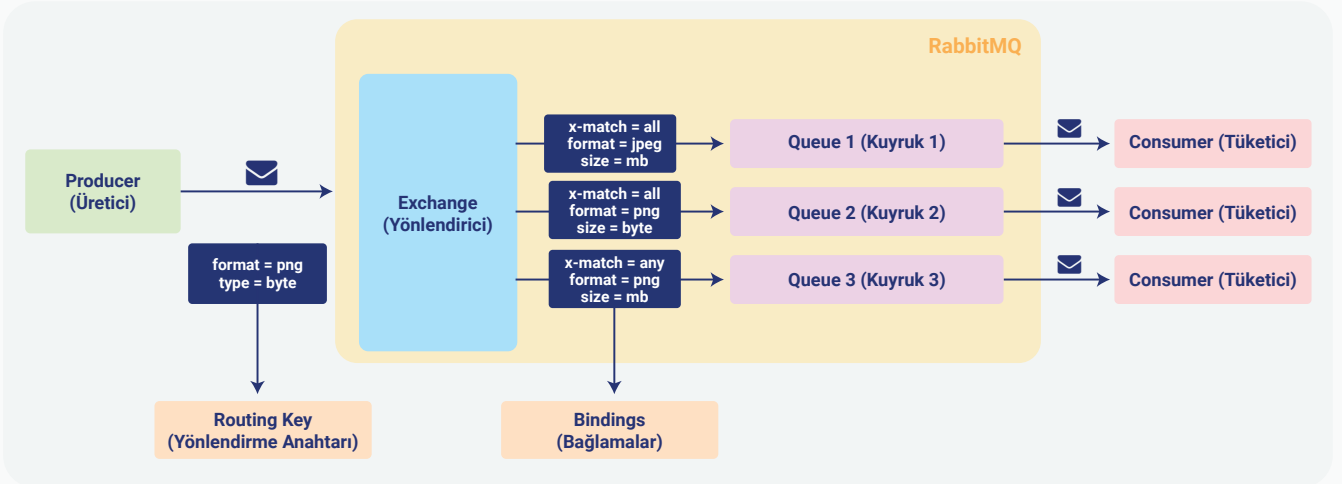 RabbitMQ
Producer
(Üretici)
format = png
type = byte
Routing Key
(Yönlendirme Anahtarı)
Exchange
(Yönlendirici)
x-match = all
format = jpeg
size = mb
Queue 1 (Kuyruk 1)
Consumer (Tüketici)
x-match = all
format = png
size = byte
Queue 2 (Kuyruk 2)
Consumer (Tüketici)
x-match = any
format = png
size = mb
Queue 3 (Kuyruk 3)
Consumer (Tüketici)
Bindings
(Bağlamalar)